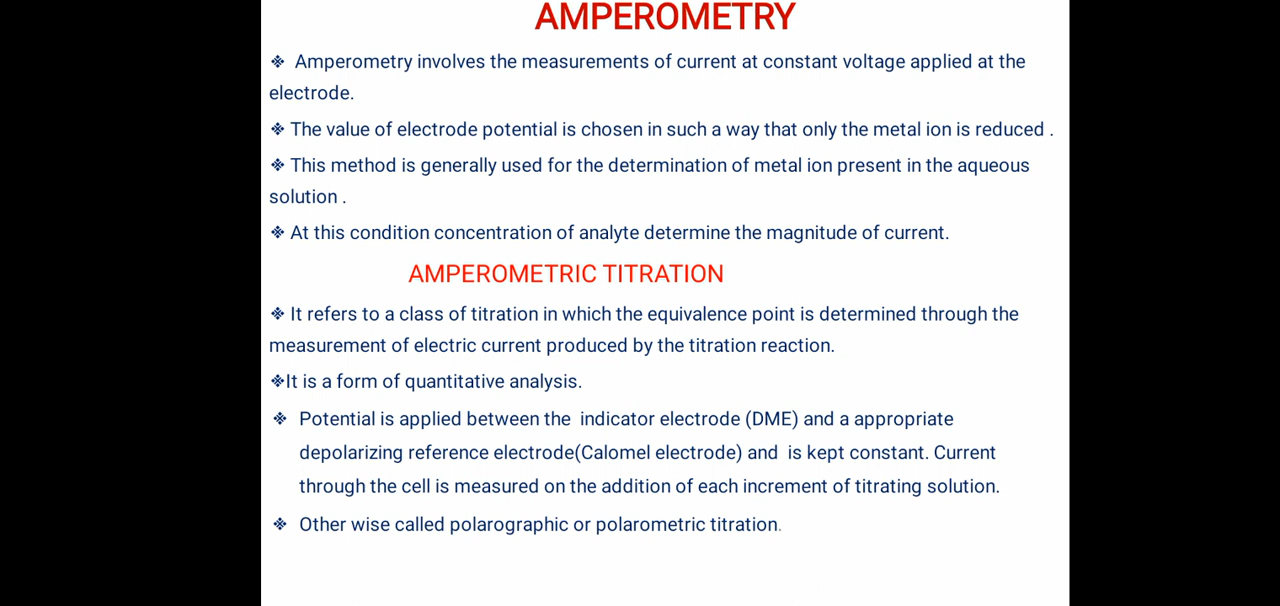 AMPEROMETRY
❖ Amperometry involves the measurements of current at constant voltage applied at the
electrode.
❖ The value of electrode potential is chosen in such a way that only the metal ion is reduced .
❖ This method is generally used for the determination of metal ion present in the aqueous
solution .
❖ At this condition concentration of analyte determine the magnitude of current.
AMPEROMETRIC TITRATION
❖ It refers to a class of titration in which the equivalence point is determined through the
measurement of electric current produced by the titration reaction.
❖It is a form of quantitative analysis.
❖ Potential is applied between the indicator electrode (DME) and a appropriate
depolarizing reference electrode(Calomel electrode) and is kept constant. Current
through the cell is measured on the addition of each increment of titrating solution.
❖ Other wise called polarographic or polarometric titration.